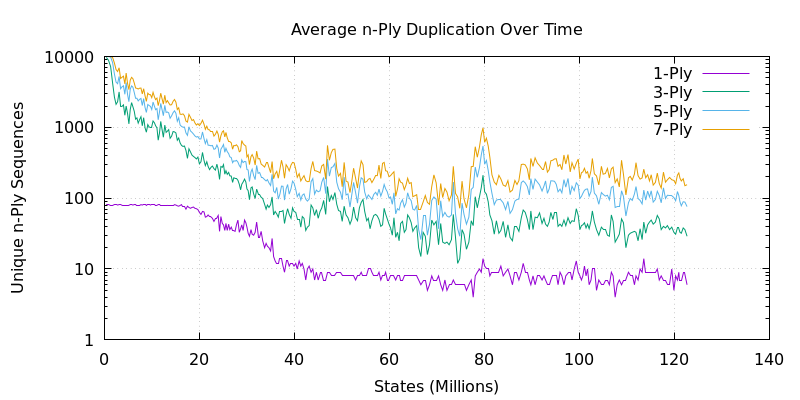 Average n-Ply Duplication Over Time
10000
1000
100
10
1
Unique n-Ply Sequences
1-Ply
3-Ply
5-Ply
7-Ply
0 20 40 60 80 100 120 140
States (Millions)